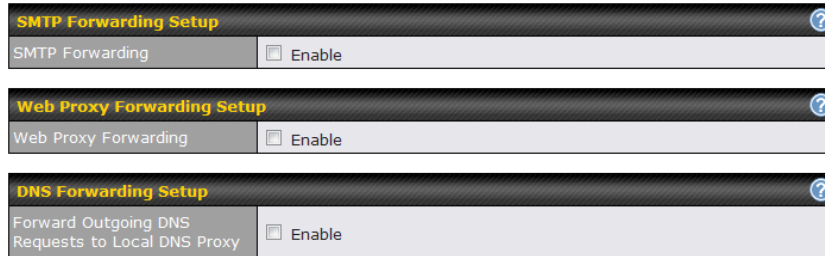 SMTP Forwarding Setup ?
SMTP Forwarding Enable
Web Proxy Forwarding Setup ?
Web Proxy Forwarding Enable
DNS Forwarding Setup ?
Forward Outgoing DNS
Requests to Local DNS Proxy Enable